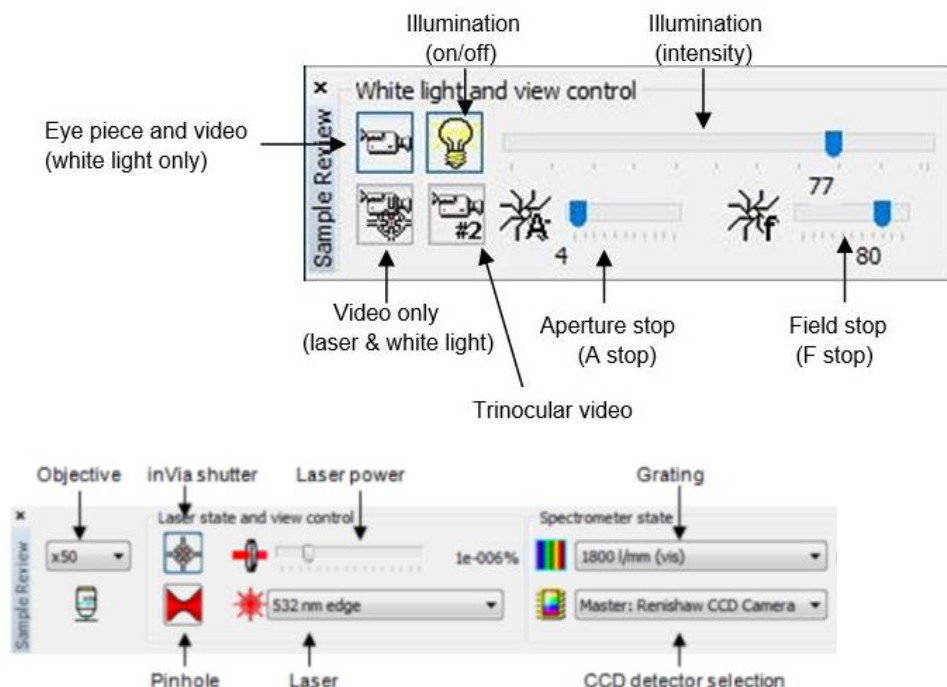 Illumination
(on/off)
Illumination
(intensity)
Eye piece and video
(white light only)
×
Sample Review
White light and view control
77
#2
A
4
f
80
Video only
(laser & white light)
Aperture stop
(A stop)
Field stop
(F stop)
Trinocular video
Objective
inVia shutter
Laser power
Grating
×
Sample Review
x50
Laser state and view control
1e-006%
532 nm edge
Spectrometer state
1800 l/mm (vis)
Master: Renishaw CCD Camera
Pinhole
Laser
CCD detector selection